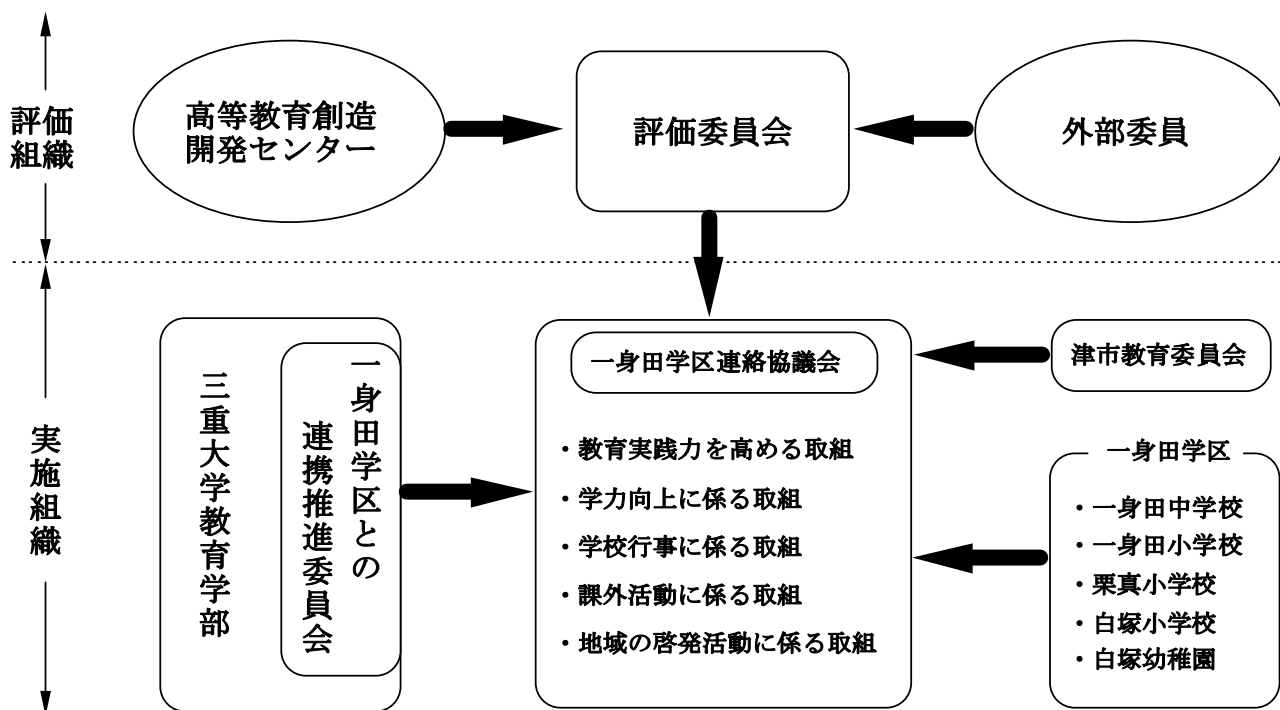 評価
組織
高等教育創造
開発センター
評価委員会
外部委員
実施組織
三重大学教育学部
一身田学区との
連携推進委員会
一身田学区連絡協議会
・教育実践力を高める取組
・学力向上に係る取組
・学校行事に係る取組
・課外活動に係る取組
・地域の啓発活動に係る取組
津市教育委員会
一身田学区
・一身田中学校
・一身田小学校
・栗真小学校
・白塚小学校
・白塚幼稚園